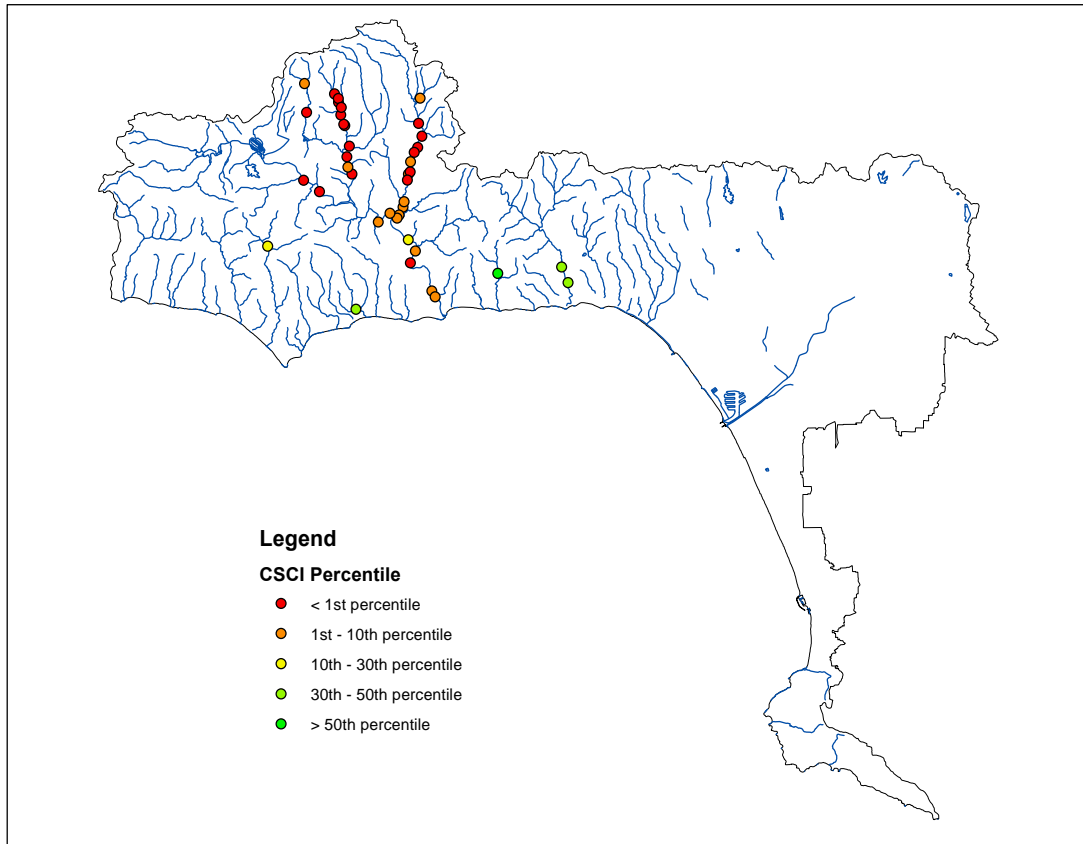 Legend
CSCI Percentile
< 1st percentile
1st - 10th percentile
10th - 30th percentile
30th - 50th percentile
> 50th percentile